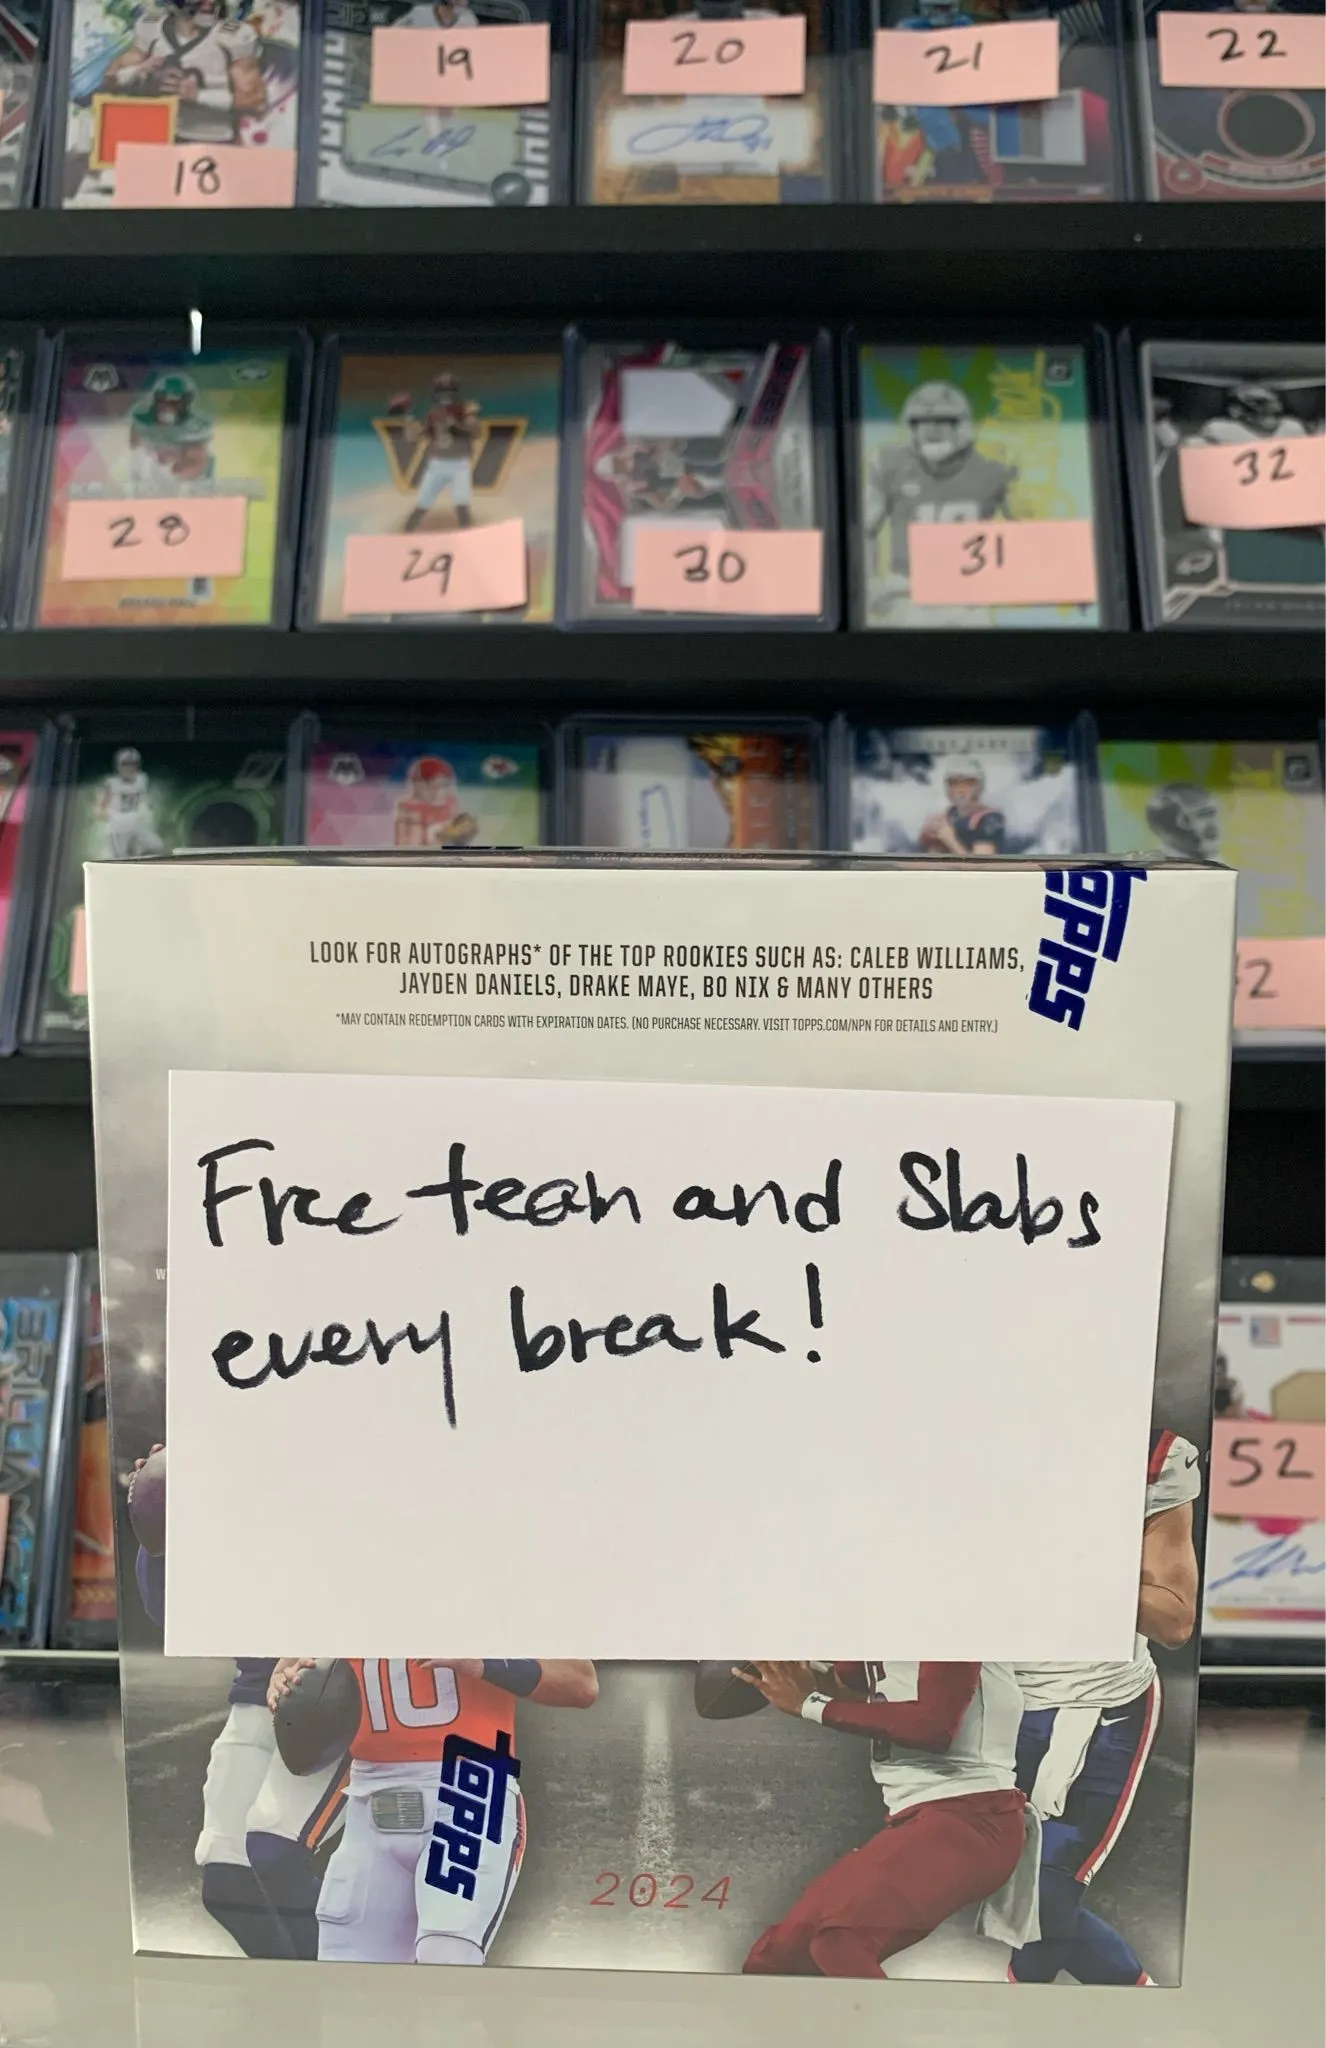 19
20
21
22
18
28
29
30
31
32
LOOK FOR AUTOGRAPHS* OF THE TOP ROOKIES SUCH AS: CALEB WILLIAMS,
JAYDEN DANIELS, DRAKE MAYE, BO NIX & MANY OTHERS
*MAY CONTAIN REDEMPTION CARDS WITH EXPIRATION DATES. (NO PURCHASE NECESSARY. VISIT TOPPS.COM/NPN FOR DETAILS AND ENTRY.)
topps
2
Free team and Slabs
every break!
52
10
topps
2024